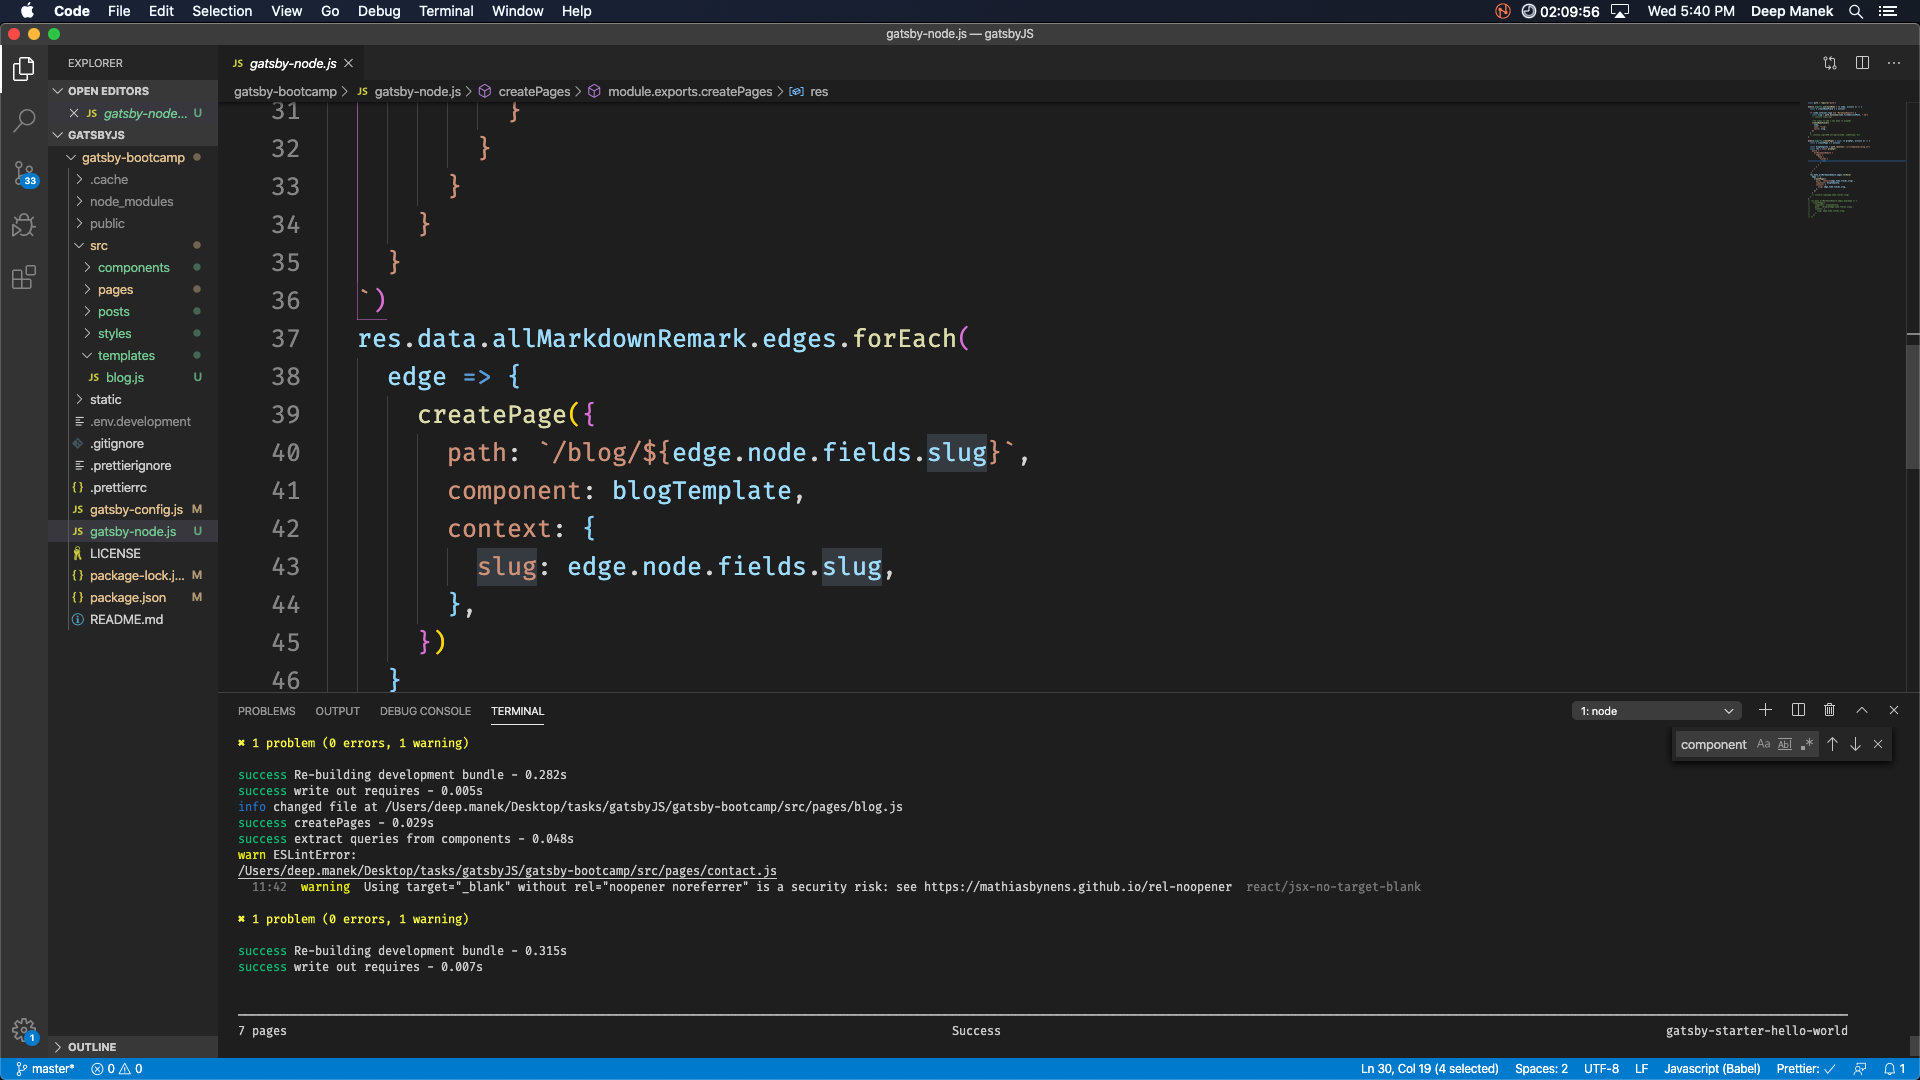 Code File Edit Selection View Go Debug Terminal Window Help 02:09:56 Wed 5:40 PM Deep Manek
gatsby-node.js — gatsbyJS
EXPLORER
OPEN EDITORS
JS gatsby-node... U
GATSBYJS
gatsby-bootcamp
.cache
node_modules
public
src
components
pages
posts
styles
templates
JS blog.js U
static
.env.development
.gitignore
.prettierignore
{} .prettierrc
JS gatsby-config.js M
JS gatsby-node.js U
LICENSE
{} package-lock.j... M
{} package.json M
README.md
OUTLINE
33
1
JS gatsby-node.js
gatsby-bootcamp > JS gatsby-node.js > createPages > module.exports.createPages > res
31 }
32 }
33 }
34 }
35 }
36 `)
37 res.data.allMarkdownRemark.edges.forEach(
38 edge => {
39 createPage({
40 path: `/blog/${edge.node.fields.slug}`,
41 component: blogTemplate,
42 context: {
43 slug: edge.node.fields.slug,
44 },
45 })
46 }
PROBLEMS OUTPUT DEBUG CONSOLE TERMINAL 1: node
component Aa Abl .*
✖ 1 problem (0 errors, 1 warning)
success Re-building development bundle - 0.282s
success write out requires - 0.005s
info changed file at /Users/deep.manek/Desktop/tasks/gatsbyJS/gatsby-bootcamp/src/pages/blog.js
success createPages - 0.029s
success extract queries from components - 0.048s
warn ESLintError:
/Users/deep.manek/Desktop/tasks/gatsbyJS/gatsby-bootcamp/src/pages/contact.js
11:42 warning Using target="_blank" without rel="noopener noreferrer" is a security risk: see https://mathiasbynens.github.io/rel-noopener react/jsx-no-target-blank
✖ 1 problem (0 errors, 1 warning)
success Re-building development bundle - 0.315s
success write out requires - 0.007s
7 pages Success gatsby-starter-hello-world
master* 0 0 Ln 30, Col 19 (4 selected) Spaces: 2 UTF-8 LF Javascript (Babel) Prettier: ✓ 1